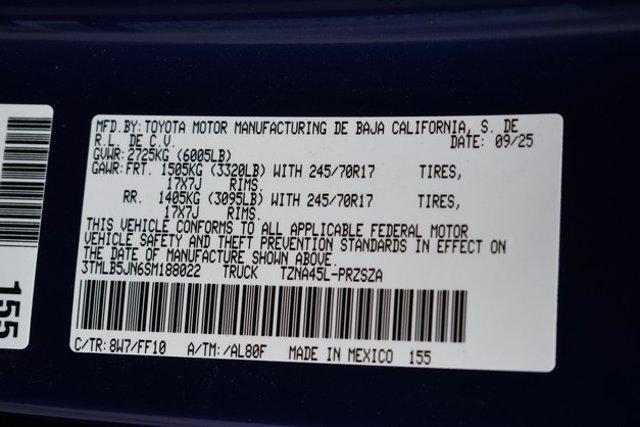 MFD.BY:TOYOTA MOTOR MANUFACTURING DE BAJA CALIFORNIA, S. DE
R.L. DE C.V. DATE: 09/25
GVWR:2725KG (6005LB)
GAWR:FRT. 1505KG (3320LB) WITH 245/70R17 TIRES,
17X7J RIMS.
RR. 1405KG (3095LB) WITH 245/70R17 TIRES,
17X7J RIMS.
THIS VEHICLE CONFORMS TO ALL APPLICABLE FEDERAL MOTOR
VEHICLE SAFETY AND THEFT PREVENTION STANDARDS IN EFFECT ON
THE DATE OF MANUFACTURE SHOWN ABOVE.
3TMLB5JN6SM188022 TRUCK TZNA45L-PRZSZA
C/TR:8W7/FF10 A/TM:/AL80F MADE IN MEXICO 155
155